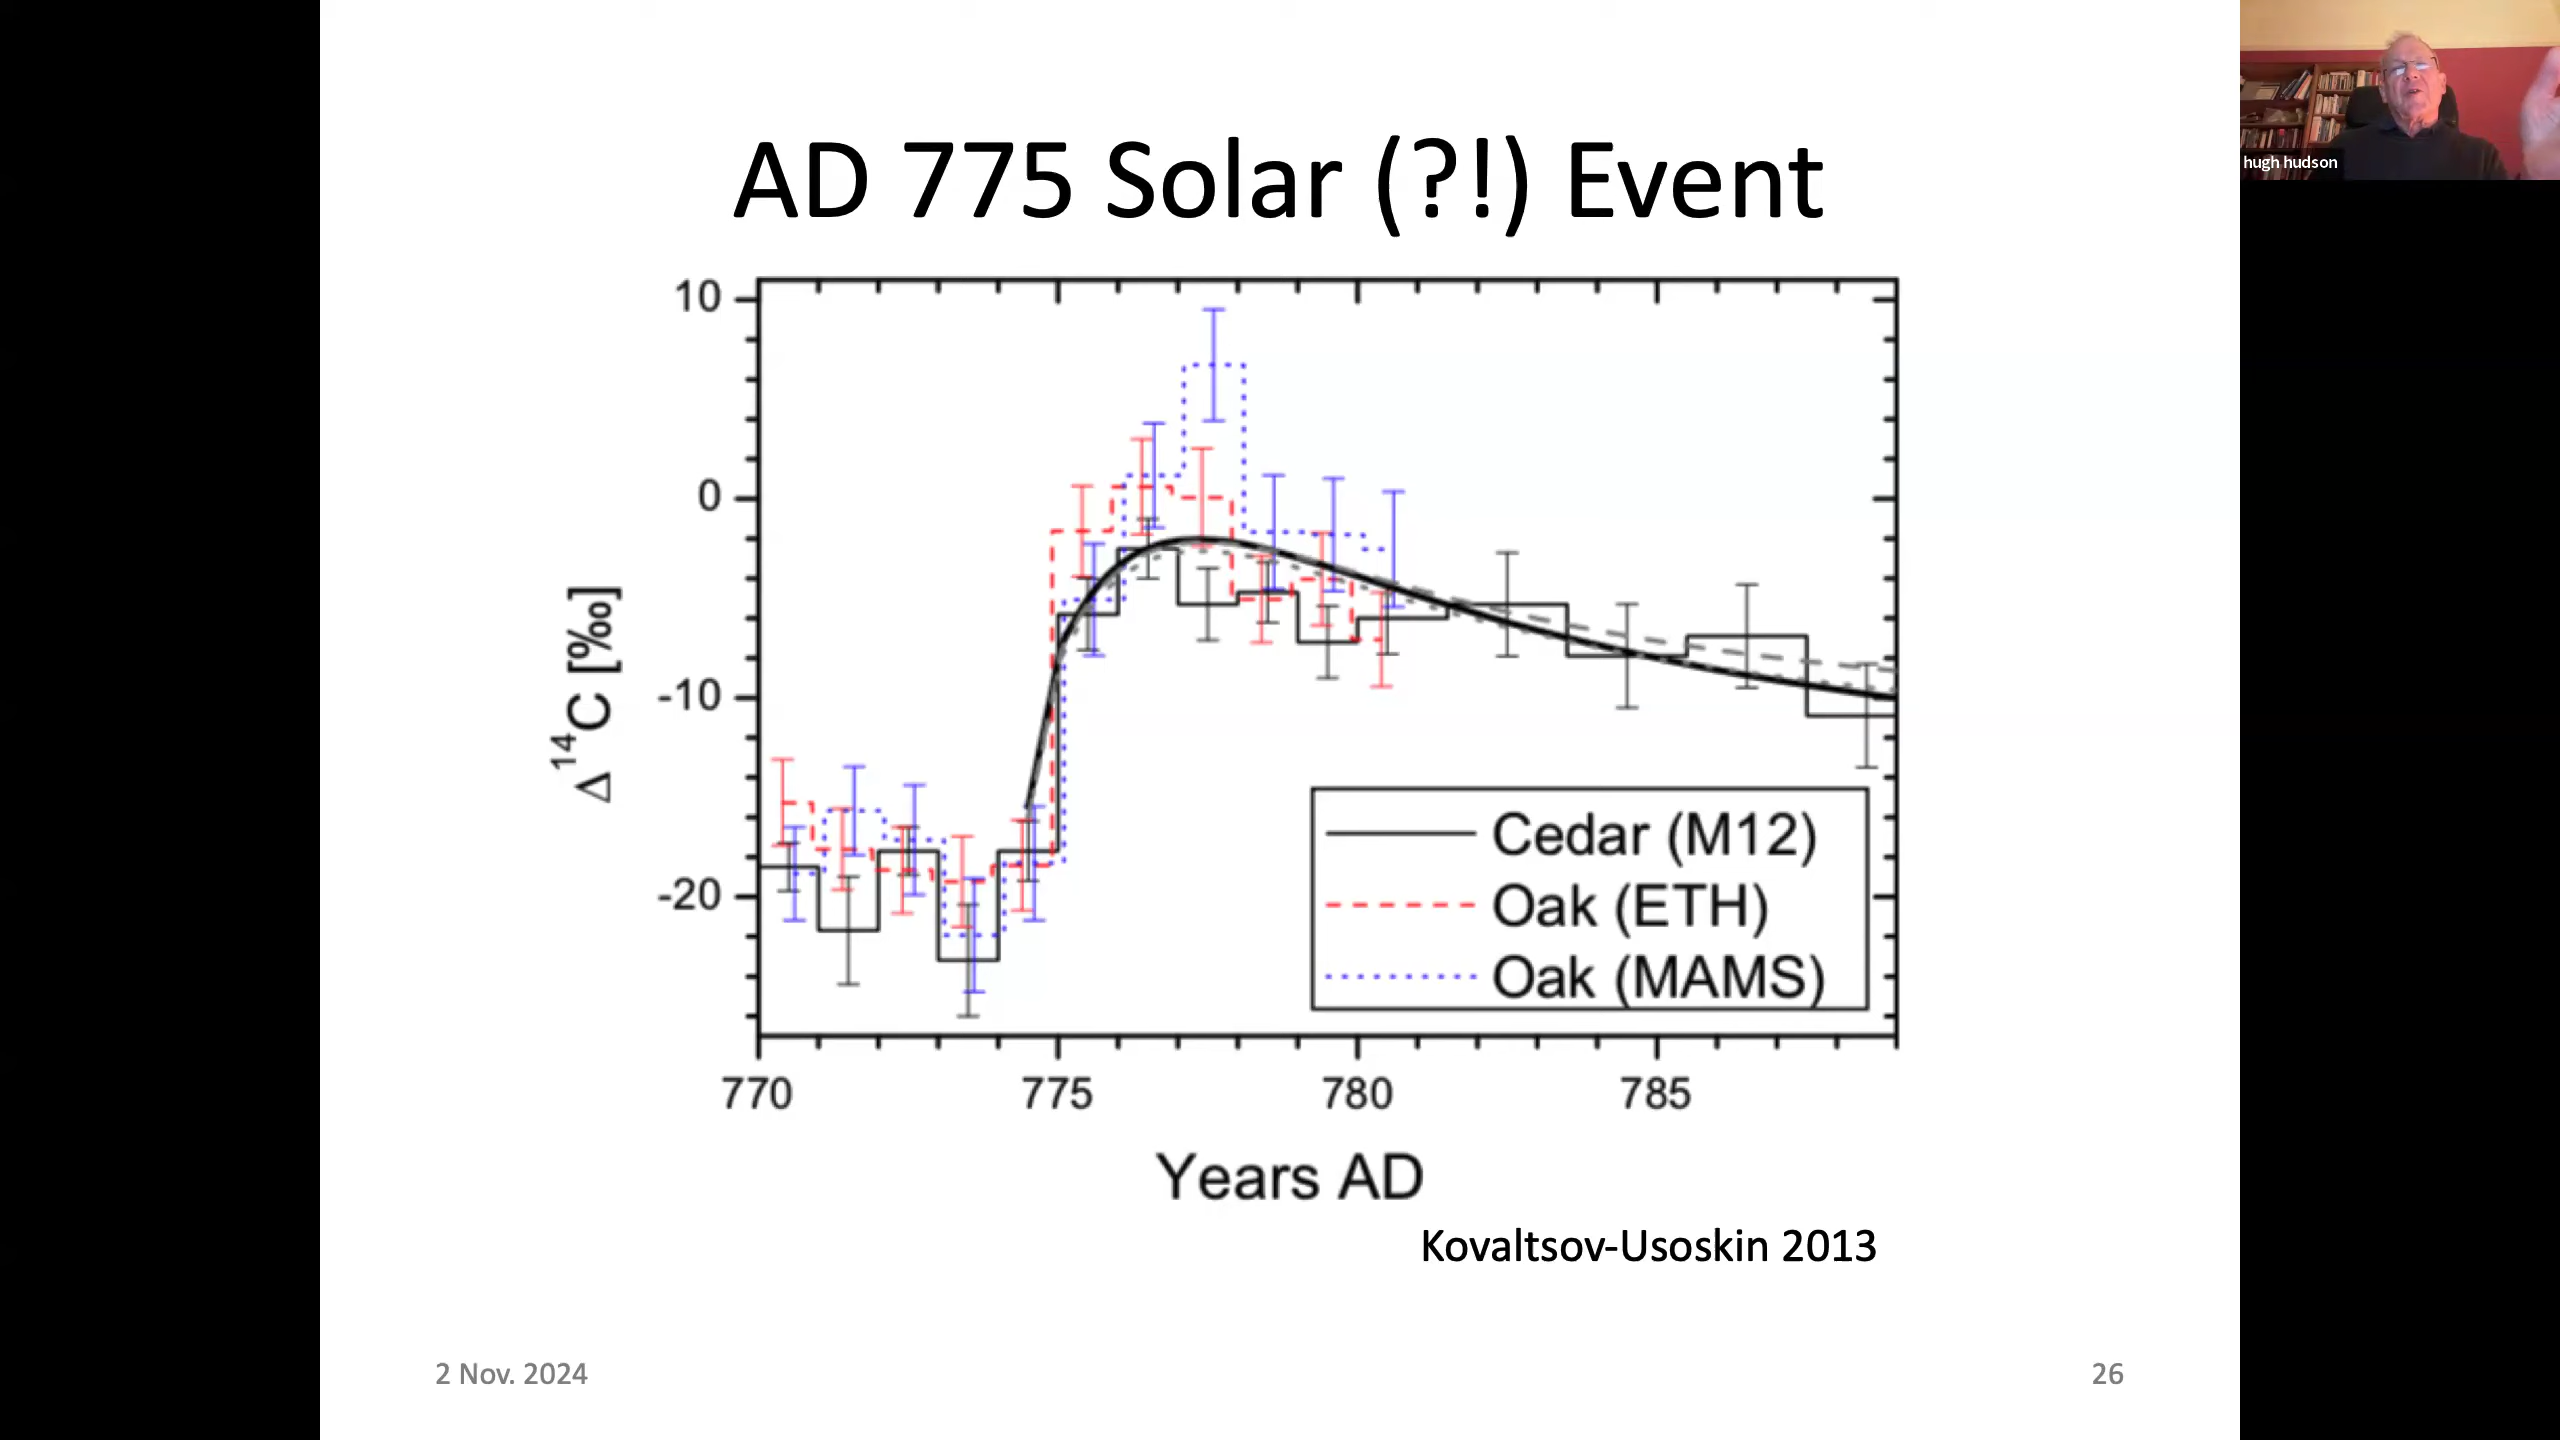 AD 775 Solar (?!) Event
hugh hudson
10
0
-10
-20
Δ ¹⁴C [‰]
Cedar (M12)
Oak (ETH)
Oak (MAMS)
770 775 780 785
Years AD
Kovaltsov-Usoskin 2013
2 Nov. 2024
26